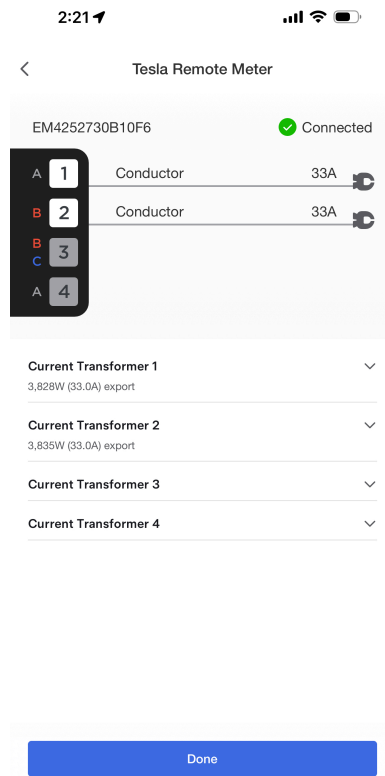 2:21
Tesla Remote Meter
EM4252730B10F6 Connected
A 1 Conductor 33A
B 2 Conductor 33A
B
C 3
A 4
Current Transformer 1
3,828W (33.0A) export
Current Transformer 2
3,835W (33.0A) export
Current Transformer 3
Current Transformer 4
Done